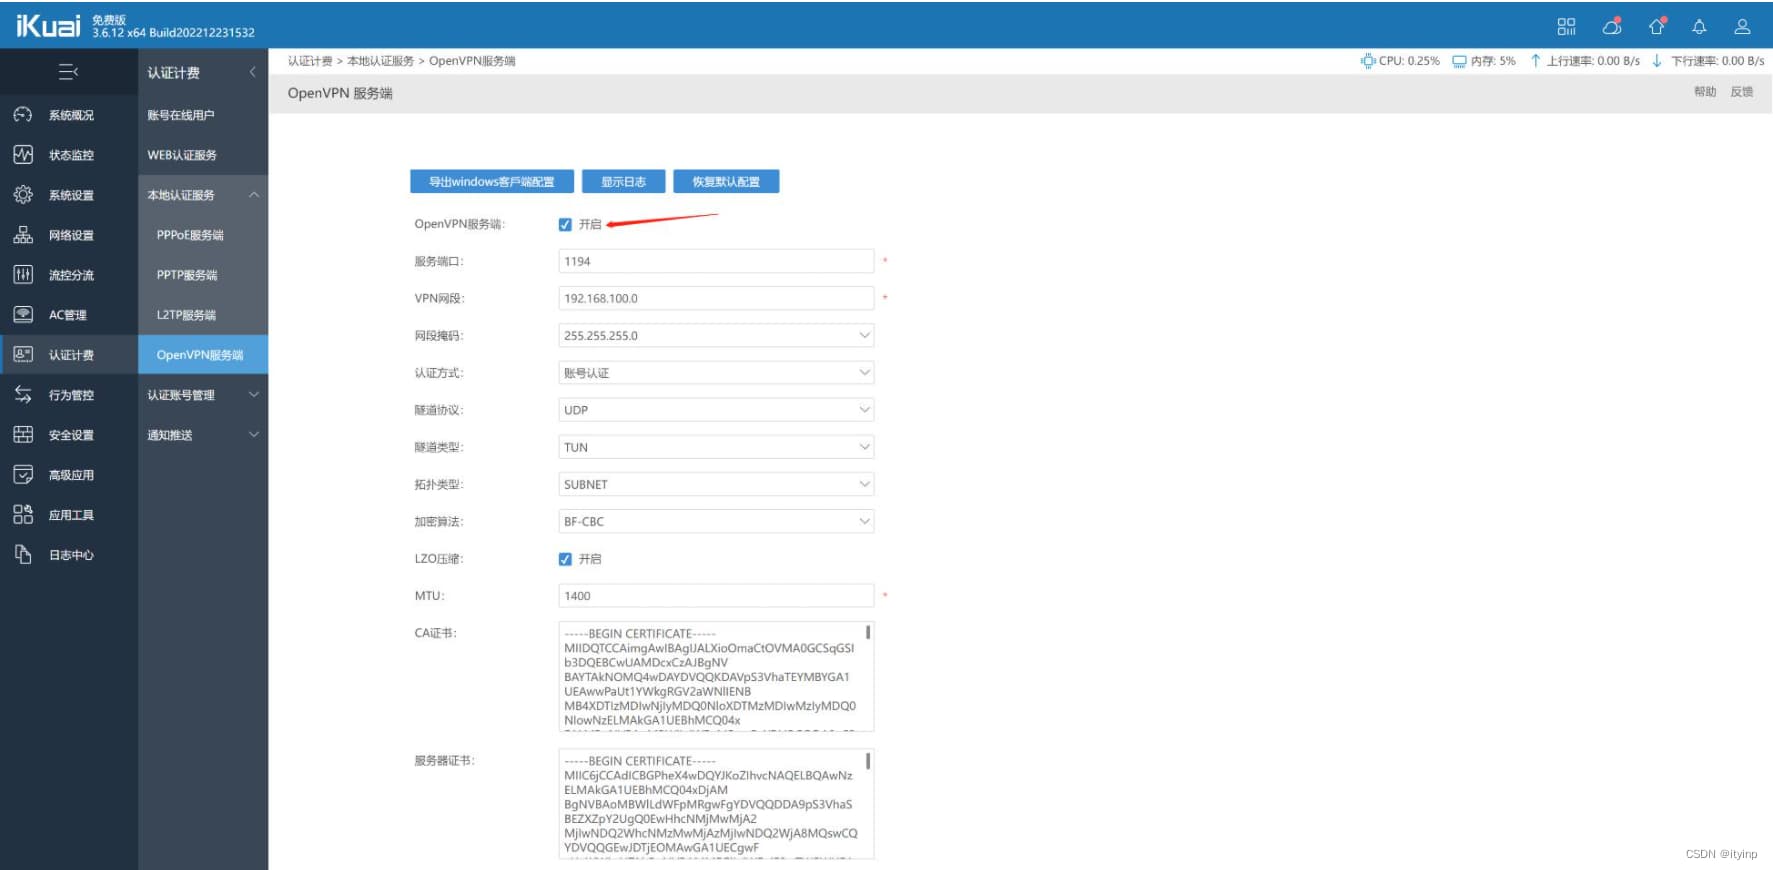 iKuai 免费版
3.6.12 x64 Build202212231532
认证计费
认证计费 > 本地认证服务 > OpenVPN服务端
CPU: 0.25% 内存: 5% 上行速率: 0.00 B/s 下行速率: 0.00 B/s
OpenVPN 服务端
帮助 反馈
系统概况
状态监控
系统设置
网络设置
流控分流
AC管理
认证计费
行为管控
安全设置
高级应用
应用工具
日志中心
账号在线用户
WEB认证服务
本地认证服务
PPPoE服务端
PPTP服务端
L2TP服务端
OpenVPN服务端
认证账号管理
通知推送
导出windows客戶端配置 显示日志 恢复默认配置
OpenVPN服务端: 开启
服务端口: 1194 *
VPN网段: 192.168.100.0 *
网段掩码: 255.255.255.0
认证方式: 账号认证
隧道协议: UDP
隧道类型: TUN
拓扑类型: SUBNET
加密算法: BF-CBC
LZO压缩: 开启
MTU: 1400 *
CA证书:
-----BEGIN CERTIFICATE-----
MIIDQTCCAimgAwIBAgIJALXioOmaCtOVMA0GCSqGSI
b3DQEBCwUAMDcxCzAJBgNV
BAYTAkNOMQ4wDAYDVQQKDAVpS3VhaTEYMBYGA1
UEAwwPaUt1YWkgRGV2aWNlIENB
MB4XDTIzMDIwNjIyMDQ0NloXDTMzMDIwMzIyMDQ0
NlowNzELMAkGA1UEBhMCQ04x
服务器证书:
-----BEGIN CERTIFICATE-----
MIIC6jCCAdICBGPheX4wDQYJKoZIhvcNAQELBQAwNz
ELMAkGA1UEBhMCQ04xDjAM
BgNVBAoMBWlLdWFpMRgwFgYDVQQDDA9pS3VhaS
BEZXZpY2UgQ0EwHhcNMjMwMjA2
MjIwNDQ2WhcNMzMwMjAzMjIwNDQ2WjA8MQswCQ
YDVQQGEwJDTjEOMAwGA1UECgwF
CSDN @ityinp